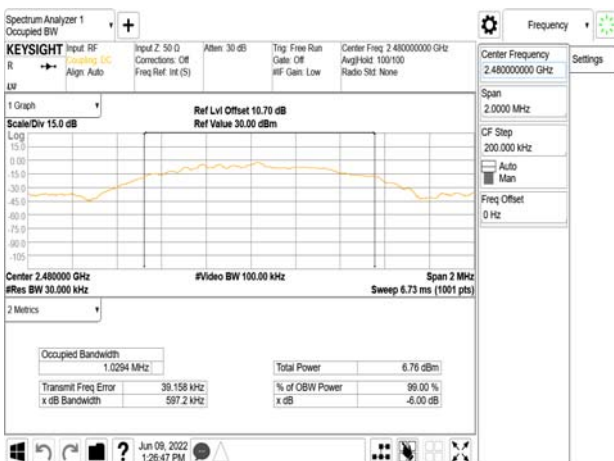 Spectrum Analyzer 1
Occupied BW
Frequency
KEYSIGHT
Input: RF
Coupling: DC
Align: Auto
Input Z: 50 Ω
Corrections: Off
Freq Ref: Int (S)
Atten: 30 dB
Trig: Free Run
Gate: Off
#IF Gain: Low
Center Freq: 2.480000000 GHz
Avg|Hold: 100/100
Radio Std: None
R
LXI
Center Frequency
2.480000000 GHz
Settings
Span
2.0000 MHz
CF Step
200.000 kHz
Auto
Man
Freq Offset
0 Hz
1 Graph
Scale/Div 15.0 dB
Ref Lvl Offset 10.70 dB
Ref Value 30.00 dBm
Log
15.0
0.00
-15.0
-30.0
-45.0
-60.0
-75.0
-90.0
-105
Center 2.480000 GHz
#Res BW 30.000 kHz
#Video BW 100.00 kHz
Span 2 MHz
Sweep 6.73 ms (1001 pts)
2 Metrics
Occupied Bandwidth
1.0294 MHz
Total Power 6.76 dBm
Transmit Freq Error 39.158 kHz
% of OBW Power 99.00 %
x dB Bandwidth 597.2 kHz
x dB -6.00 dB
?
Jun 09, 2022
1:26:47 PM